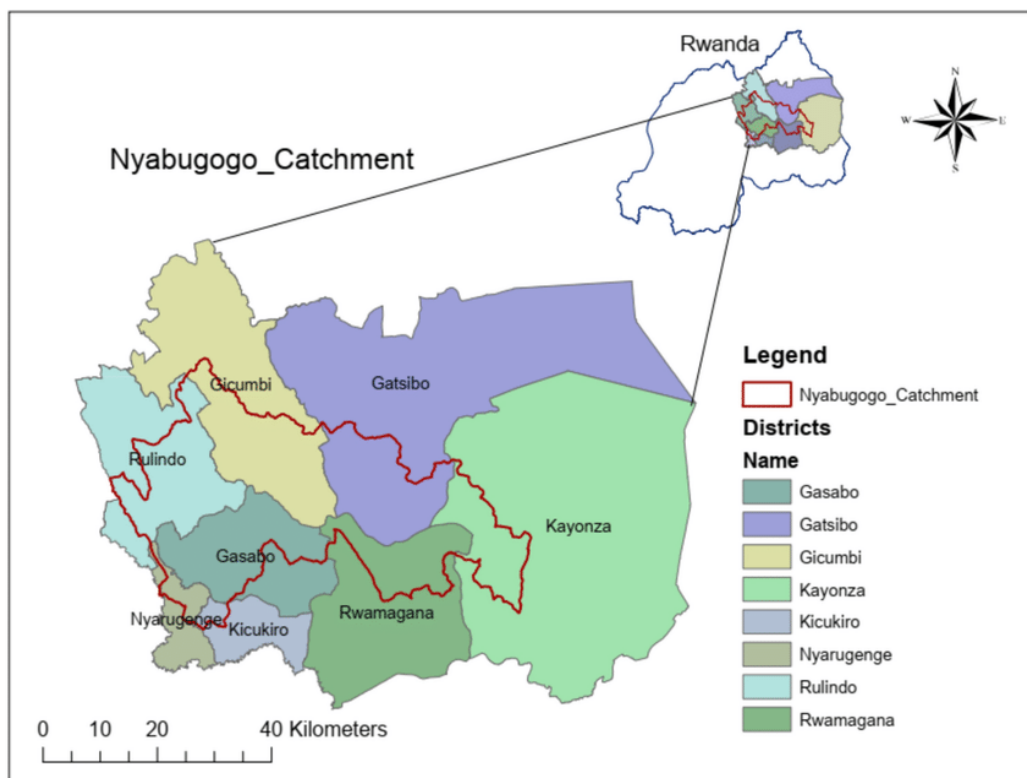 Rwanda
N
W
E
S
Nyabugogo_Catchment
Gicumbi
Gatsibo
Rulindo
Kayonza
Gasabo
Rwamagana
Nyarugenge
Kicukiro
Legend
Nyabugogo_Catchment
Districts
Name
Gasabo
Gatsibo
Gicumbi
Kayonza
Kicukiro
Nyarugenge
Rulindo
Rwamagana
0 10 20 40 Kilometers